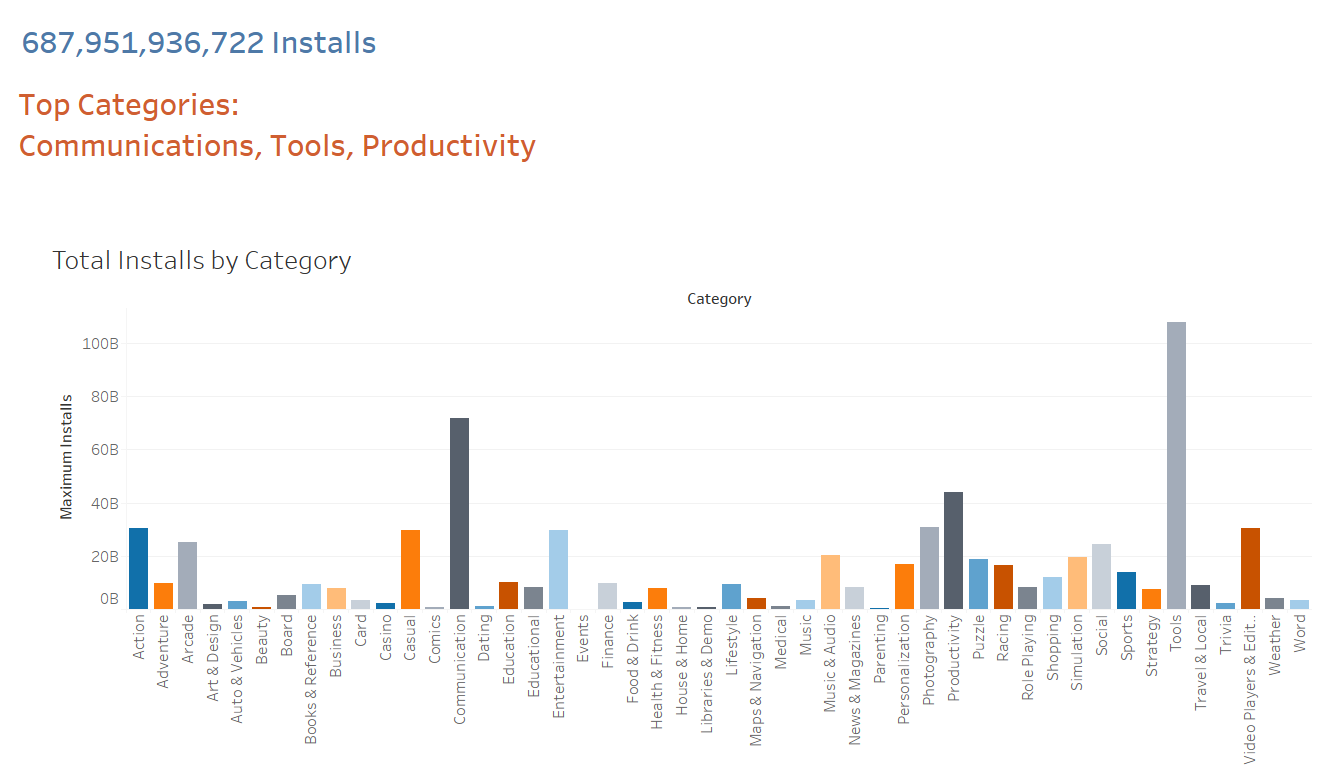 687,951,936,722 Installs
Top Categories:
Communications, Tools, Productivity
Total Installs by Category
Category
Maximum Installs
100B
80B
60B
40B
20B
0B
Action
Adventure
Arcade
Art & Design
Auto & Vehicles
Beauty
Board
Books & Reference
Business
Card
Casino
Casual
Comics
Communication
Dating
Education
Educational
Entertainment
Events
Finance
Food & Drink
Health & Fitness
House & Home
Libraries & Demo
Lifestyle
Maps & Navigation
Medical
Music
Music & Audio
News & Magazines
Parenting
Personalization
Photography
Productivity
Puzzle
Racing
Role Playing
Shopping
Simulation
Social
Sports
Strategy
Tools
Travel & Local
Trivia
Video Players & Edit..
Weather
Word